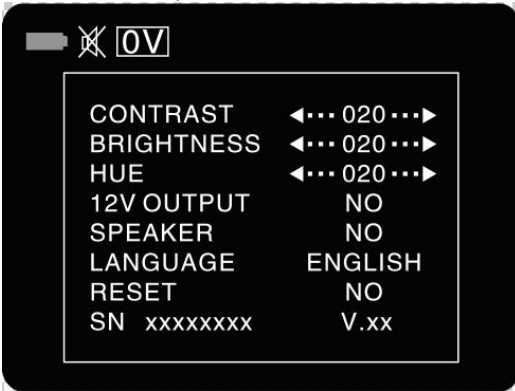 0V
CONTRAST ◀··· 020 ···▶
BRIGHTNESS ◀··· 020 ···▶
HUE ◀··· 020 ···▶
12V OUTPUT NO
SPEAKER NO
LANGUAGE ENGLISH
RESET NO
SN xxxxxxxx V.xx